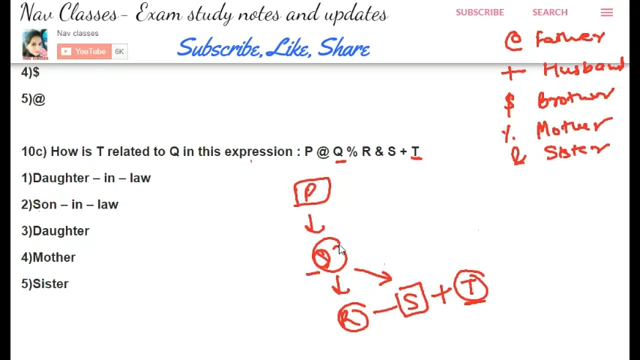 Nav Classes- Exam study notes and updates
SUBSCRIBE
SEARCH
Nav classes
YouTube 6K
Subscribe, Like, Share
@ Father
+ Husband
$ Brother
% Mother
& Sister
4)$
5)@
10c) How is T related to Q in this expression : P @ Q % R & S + T
1)Daughter – in – law
2)Son – in – law
3)Daughter
4)Mother
5)Sister
P
Q
R – S + T